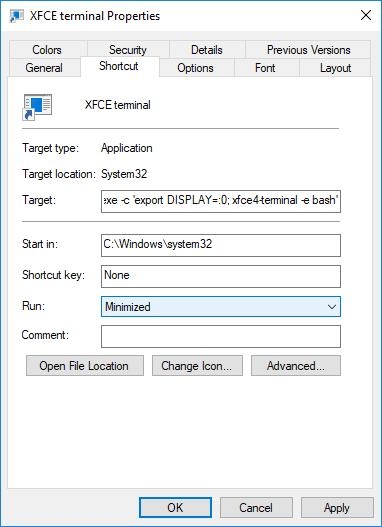 XFCE terminal Properties
Colors Security Details Previous Versions
General Shortcut Options Font Layout
XFCE terminal
Target type: Application
Target location: System32
Target: exe -c 'export DISPLAY=:0; xfce4-terminal -e bash'
Start in: C:\Windows\system32
Shortcut key: None
Run: Minimized
Comment:
Open File Location Change Icon... Advanced...
OK Cancel Apply